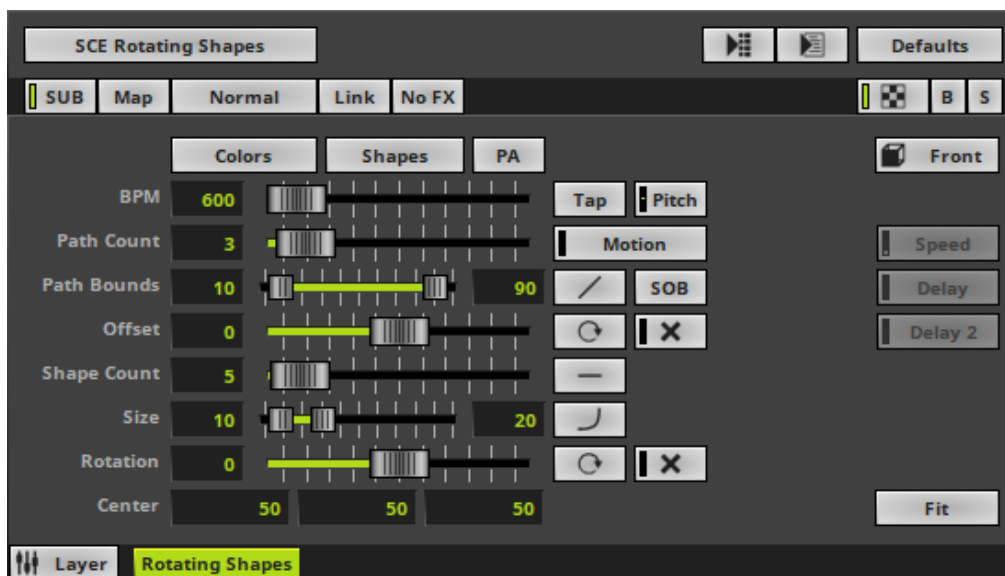 SCE Rotating Shapes Defaults
SUB Map Normal Link No FX B S
Colors Shapes PA Front
BPM 600 Tap Pitch
Path Count 3 Motion Speed
Path Bounds 10 90 SOB Delay
Offset 0 Delay 2
Shape Count 5
Size 10 20
Rotation 0
Center 50 50 50 Fit
Layer Rotating Shapes